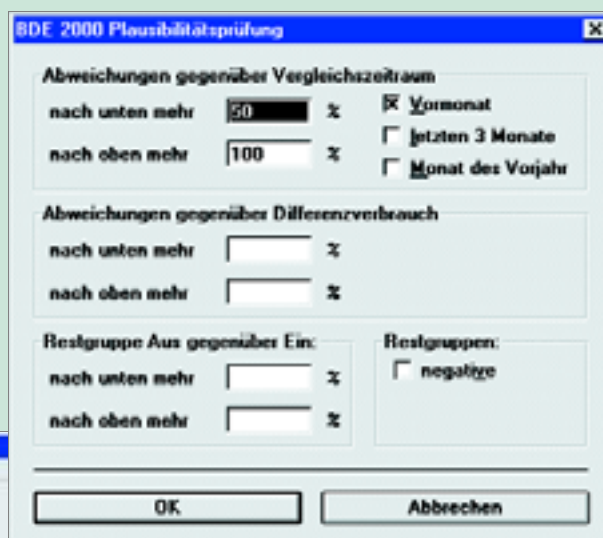 BDE 2000 Plausibilitätsprüfung
Abweichungen gegenüber Vergleichszeitraum
nach unten mehr 50 %
nach oben mehr 100 %
Vormonat
letzten 3 Monate
Monat des Vorjahr
Abweichungen gegenüber Differenzverbrauch
nach unten mehr %
nach oben mehr %
Restgruppe Aus gegenüber Ein:
nach unten mehr %
nach oben mehr %
Restgruppen:
negative
OK
Abbrechen